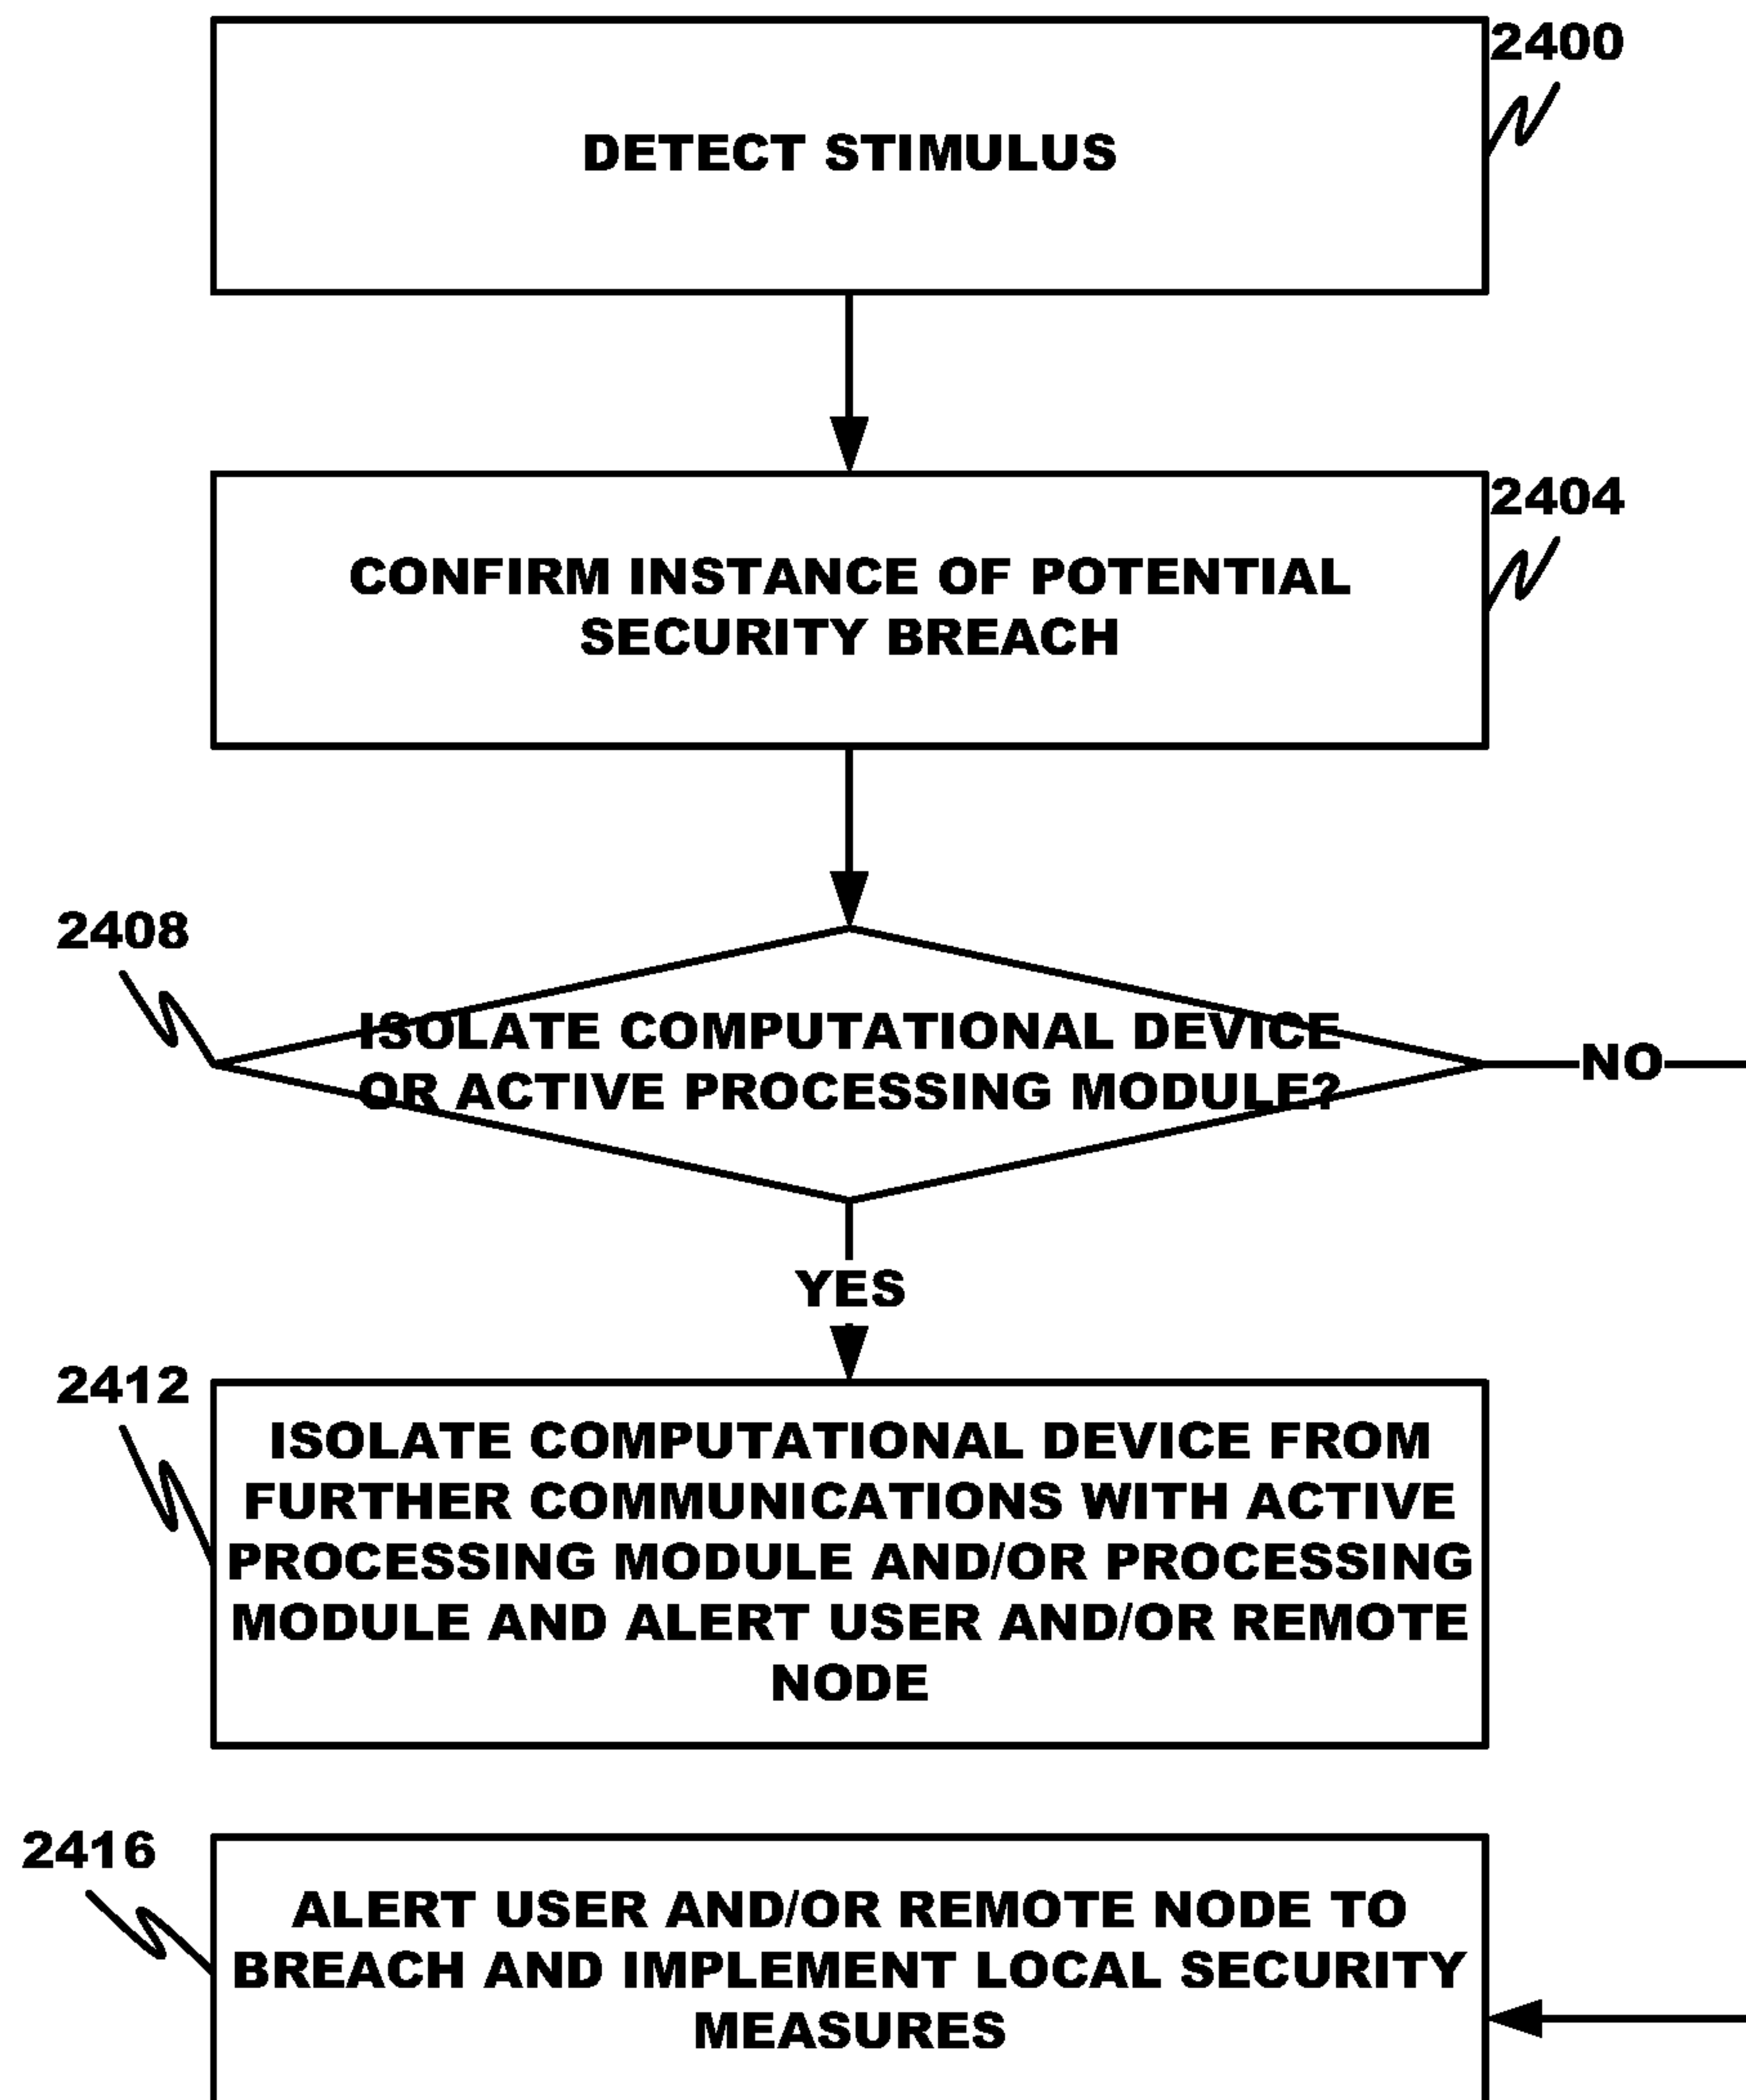 2400
DETECT STIMULUS
2404
CONFIRM INSTANCE OF POTENTIAL
SECURITY BREACH
2408
ISOLATE COMPUTATIONAL DEVICE
OR ACTIVE PROCESSING MODULE?
NO
YES
2412
ISOLATE COMPUTATIONAL DEVICE FROM
FURTHER COMMUNICATIONS WITH ACTIVE
PROCESSING MODULE AND/OR PROCESSING
MODULE AND ALERT USER AND/OR REMOTE
NODE
2416
ALERT USER AND/OR REMOTE NODE TO
BREACH AND IMPLEMENT LOCAL SECURITY
MEASURES